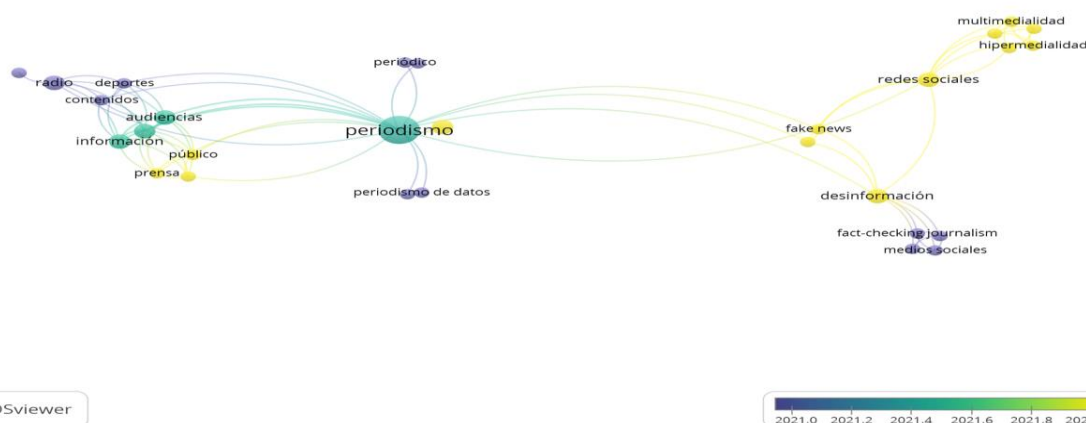 multimedialidad
hipermedialidad
periódico
redes sociales
radio
deportes
contenidos
audiencias
fake news
periodismo
información
público
prensa
periodismo de datos
desinformación
fact-checking journalism
medios sociales
Sviewer
2021.0 2021.2 2021.4 2021.6 2021.8